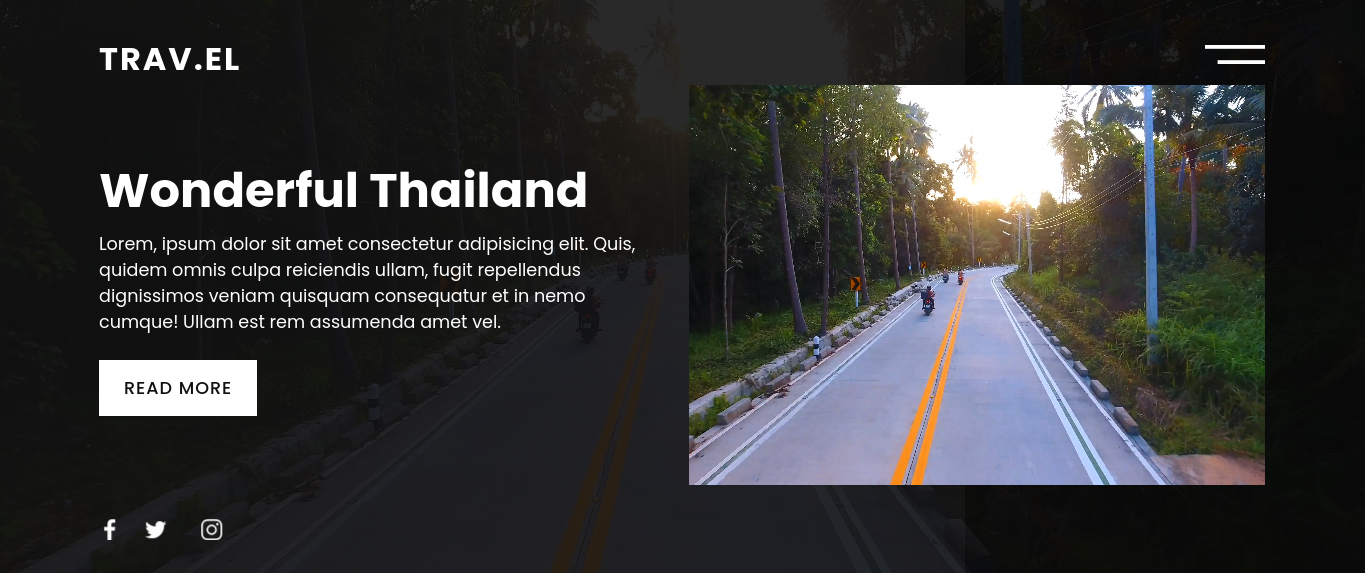 TRAV.EL
Wonderful Thailand
Lorem, ipsum dolor sit amet consectetur adipisicing elit. Quis,
quidem omnis culpa reiciendis ullam, fugit repellendus
dignissimos veniam quisquam consequatur et in nemo
cumque! Ullam est rem assumenda amet vel.
READ MORE